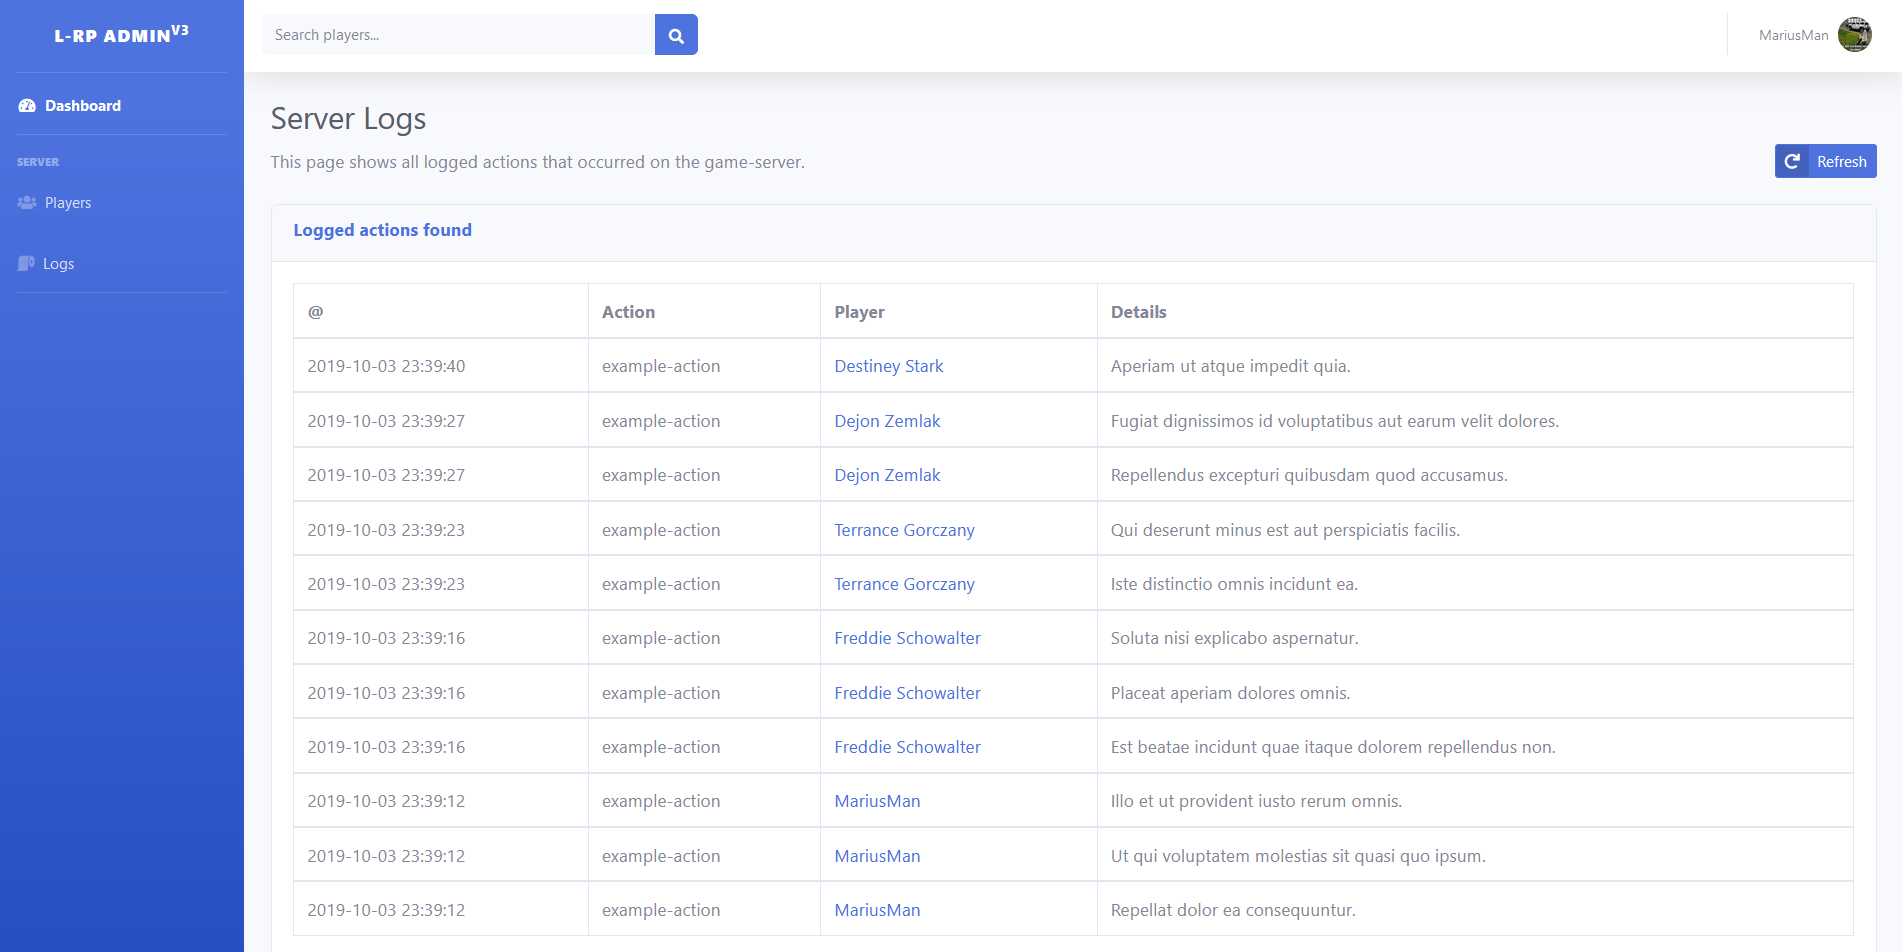 L-RP ADMIN V3
Search players...
MariusMan
Dashboard
SERVER
Players
Logs
Server Logs
This page shows all logged actions that occurred on the game-server.
Refresh
Logged actions found
@ Action Player Details
2019-10-03 23:39:40 example-action Destiney Stark Aperiam ut atque impedit quia.
2019-10-03 23:39:27 example-action Dejon Zemlak Fugiat dignissimos id voluptatibus aut earum velit dolores.
2019-10-03 23:39:27 example-action Dejon Zemlak Repellendus excepturi quibusdam quod accusamus.
2019-10-03 23:39:23 example-action Terrance Gorczany Qui deserunt minus est aut perspiciatis facilis.
2019-10-03 23:39:23 example-action Terrance Gorczany Iste distinctio omnis incidunt ea.
2019-10-03 23:39:16 example-action Freddie Schowalter Soluta nisi explicabo aspernatur.
2019-10-03 23:39:16 example-action Freddie Schowalter Placeat aperiam dolores omnis.
2019-10-03 23:39:16 example-action Freddie Schowalter Est beatae incidunt quae itaque dolorem repellendus non.
2019-10-03 23:39:12 example-action MariusMan Illo et ut provident iusto rerum omnis.
2019-10-03 23:39:12 example-action MariusMan Ut qui voluptatem molestias sit quasi quo ipsum.
2019-10-03 23:39:12 example-action MariusMan Repellat dolor ea consequuntur.